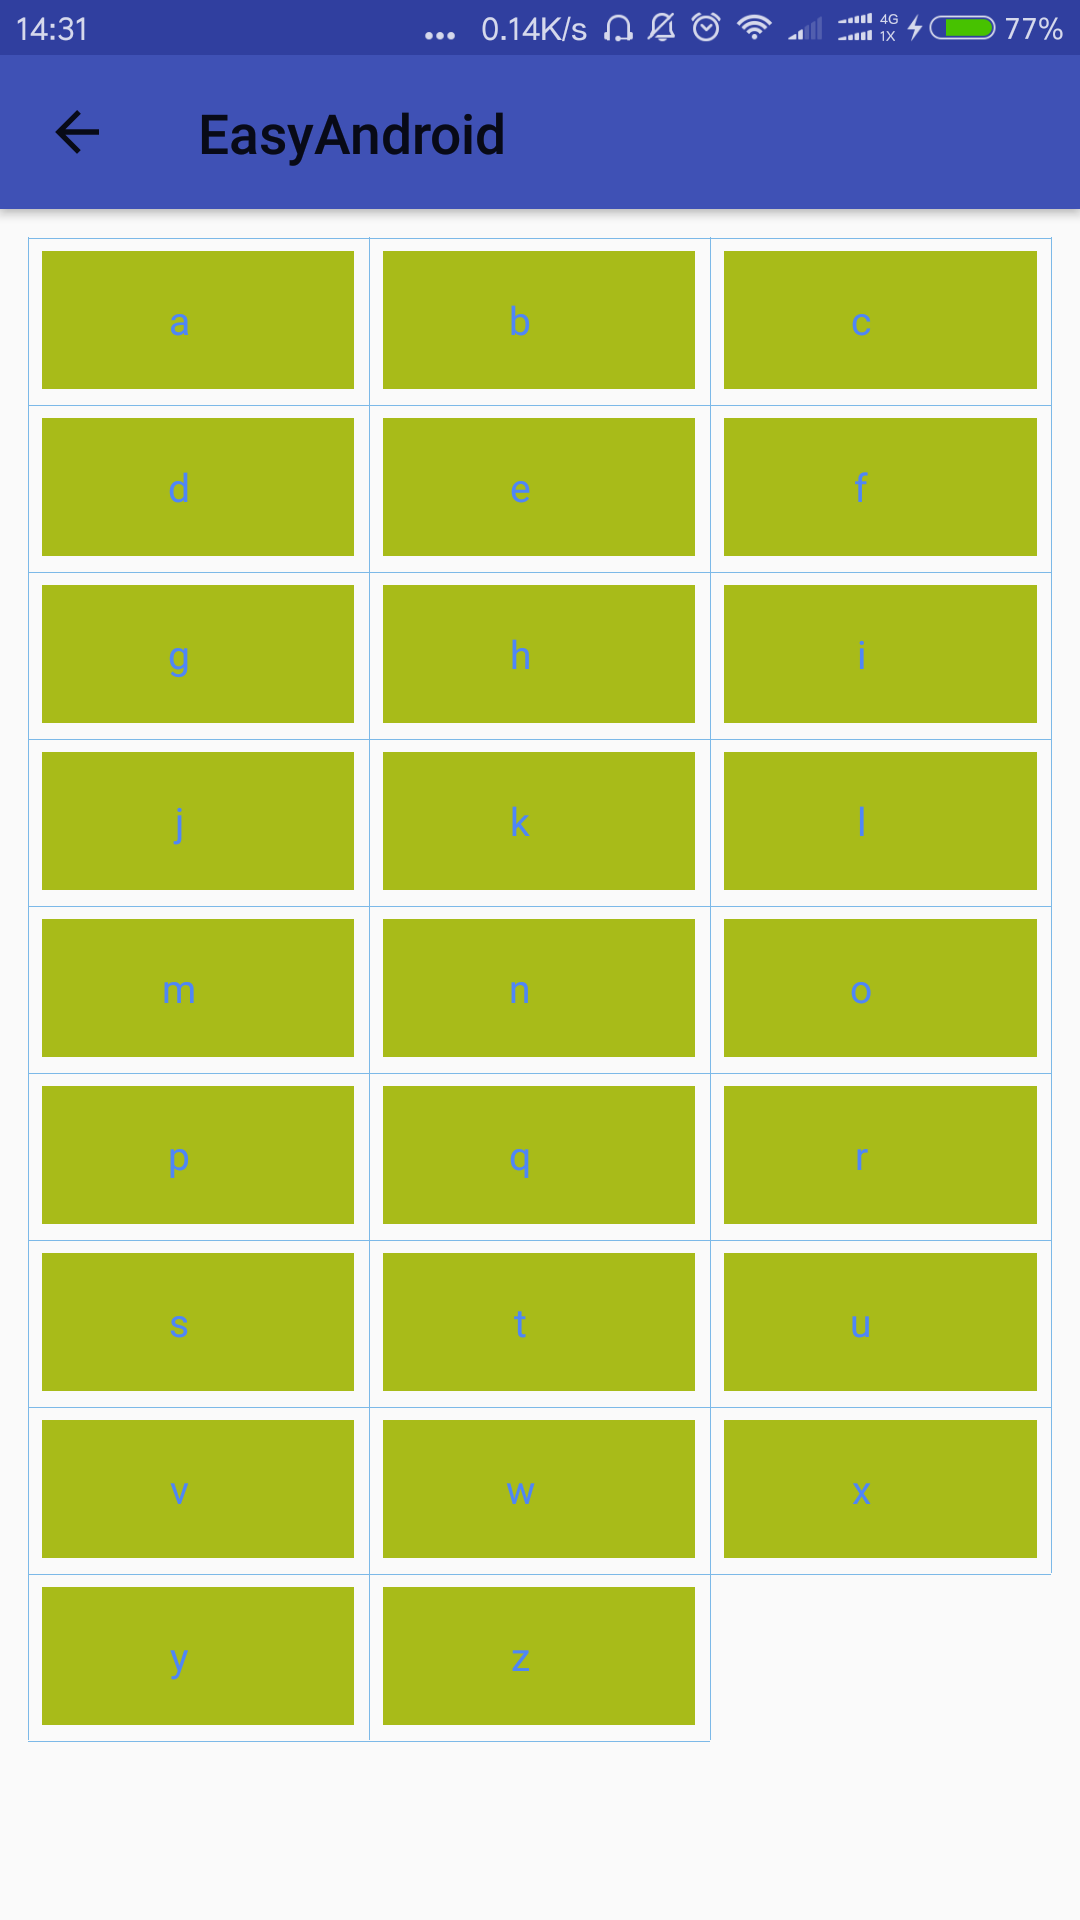 14:31 ... 0.14K/s 4G 1X 77%
EasyAndroid
a b c
d e f
g h i
j k l
m n o
p q r
s t u
v w x
y z